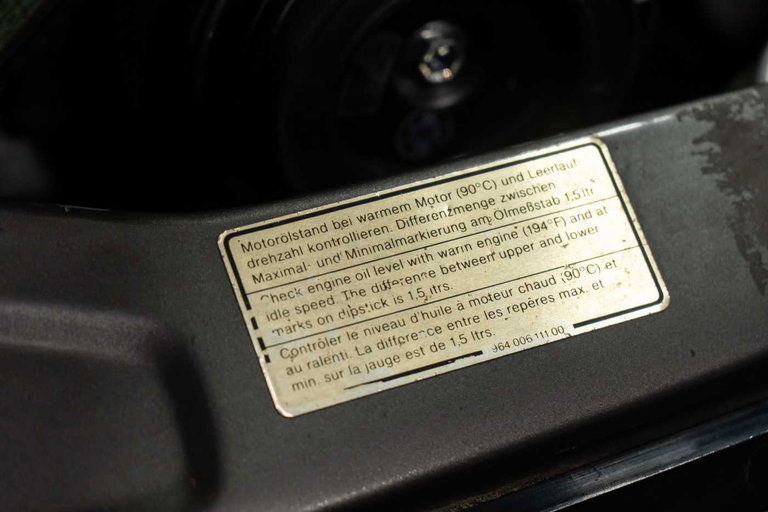 Motorölstand bei warmem Motor (90°C) und Leerlauf
drehzahl kontrollieren. Differenzmenge zwischen
Maximal- und Minimalmarkierung am Ölmeßstab 1,5 ltr.
Check engine oil level with warm engine (194°F) and at
idle speed. The difference between upper and lower
marks on dipstick is 1,5 ltrs.
Contrôler le niveau d'huile à moteur chaud (90°C) et
au ralenti. La différence entre les repères max. et
min. sur la jauge est de 1,5 ltrs.
964 006 111 00